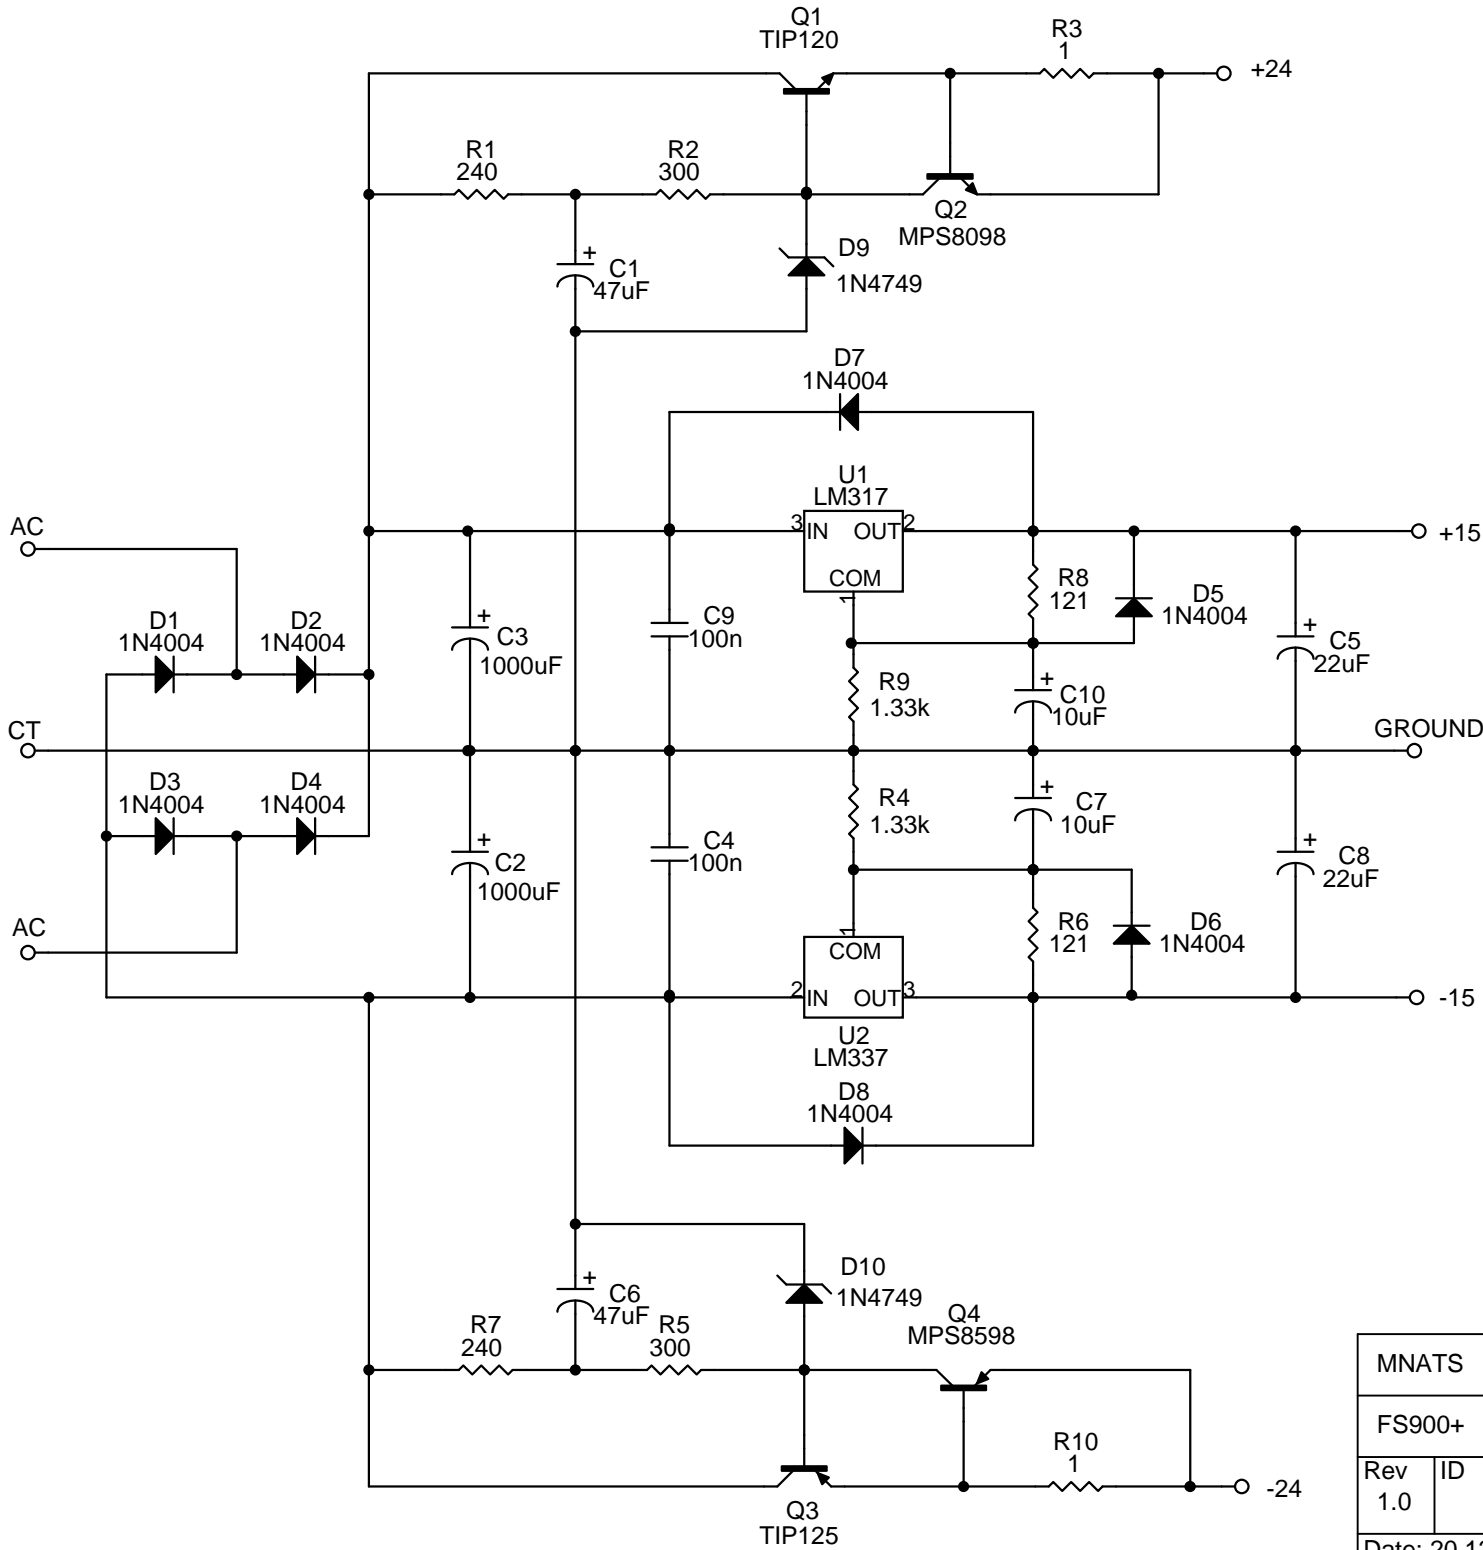 Q1
TIP120
R3
1
+24
R1
240
R2
300
Q2
MPS8098
D9
1N4749
+
C1
47uF
D7
1N4004
U1
LM317
3
IN
OUT
2
COM
1
+15
AC
D1
1N4004
D2
1N4004
+
C3
1000uF
C9
100n
R8
121
D5
1N4004
+
C5
22uF
R9
1.33k
+
C10
10uF
CT
GROUND
D3
1N4004
D4
1N4004
+
C2
1000uF
C4
100n
R4
1.33k
+
C7
10uF
+
C8
22uF
AC
1
COM
2
IN
OUT
3
U2
LM337
R6
121
D6
1N4004
-15
D8
1N4004
+
C6
47uF
D10
1N4749
R7
240
R5
300
Q4
MPS8598
R10
1
-24
Q3
TIP125
MNATS
FS900+
Rev
ID
1.0